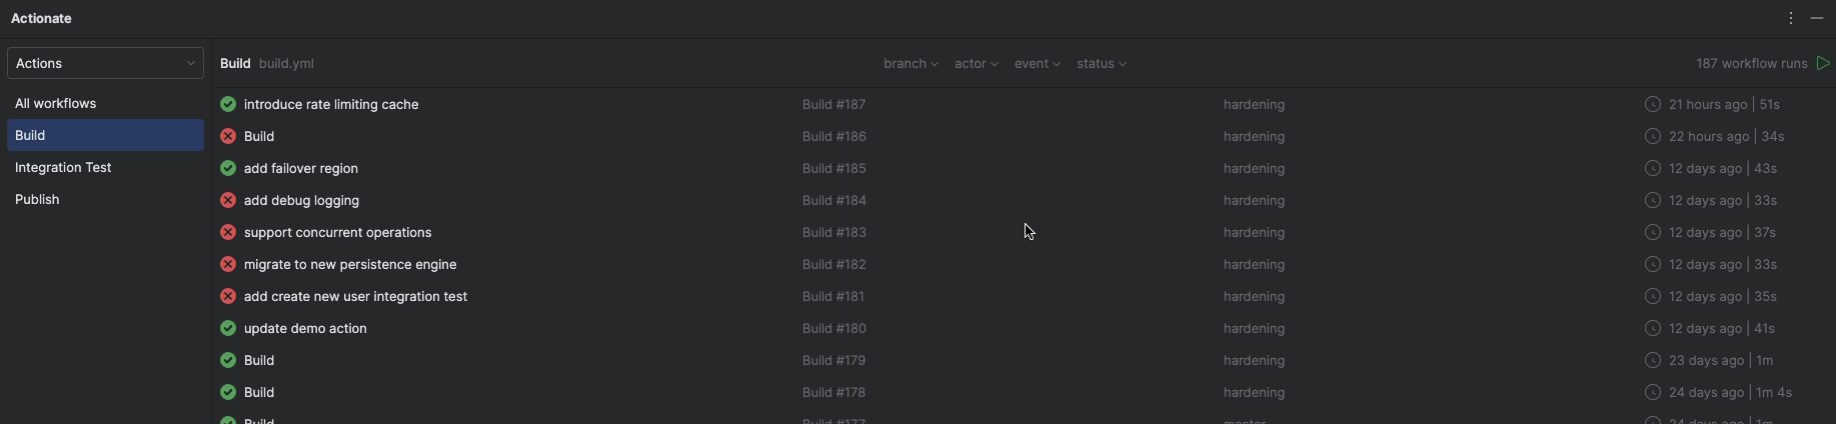 Actionate
Actions
All workflows
Build
Integration Test
Publish
Build build.yml branch actor event status 187 workflow runs
introduce rate limiting cache Build #187 hardening 21 hours ago | 51s
Build Build #186 hardening 22 hours ago | 34s
add failover region Build #185 hardening 12 days ago | 43s
add debug logging Build #184 hardening 12 days ago | 33s
support concurrent operations Build #183 hardening 12 days ago | 37s
migrate to new persistence engine Build #182 hardening 12 days ago | 33s
add create new user integration test Build #181 hardening 12 days ago | 35s
update demo action Build #180 hardening 12 days ago | 41s
Build Build #179 hardening 23 days ago | 1m
Build Build #178 hardening 24 days ago | 1m 4s
Build Build #177 master 24 days ago | 1m